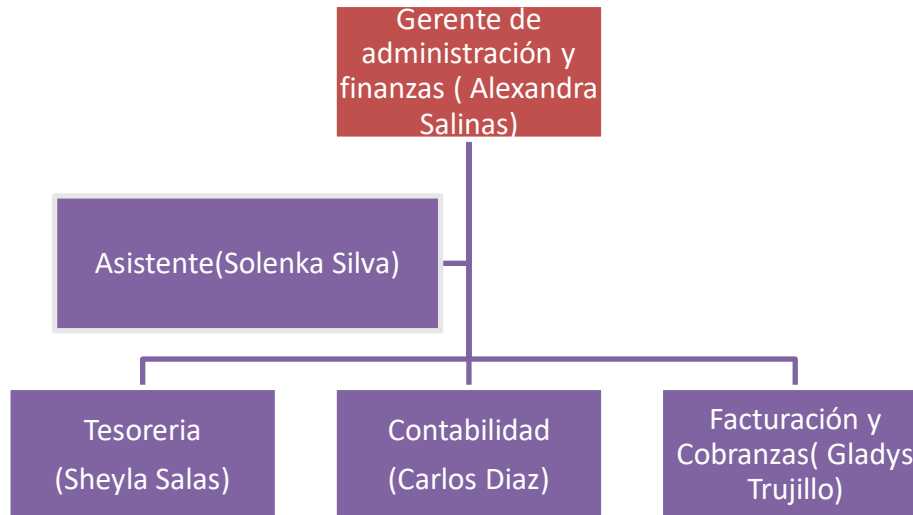 Gerente de
administración y
finanzas ( Alexandra
Salinas)
Asistente(Solenka Silva)
Tesoreria
(Sheyla Salas)
Contabilidad
(Carlos Diaz)
Facturación y
Cobranzas( Gladys
Trujillo)